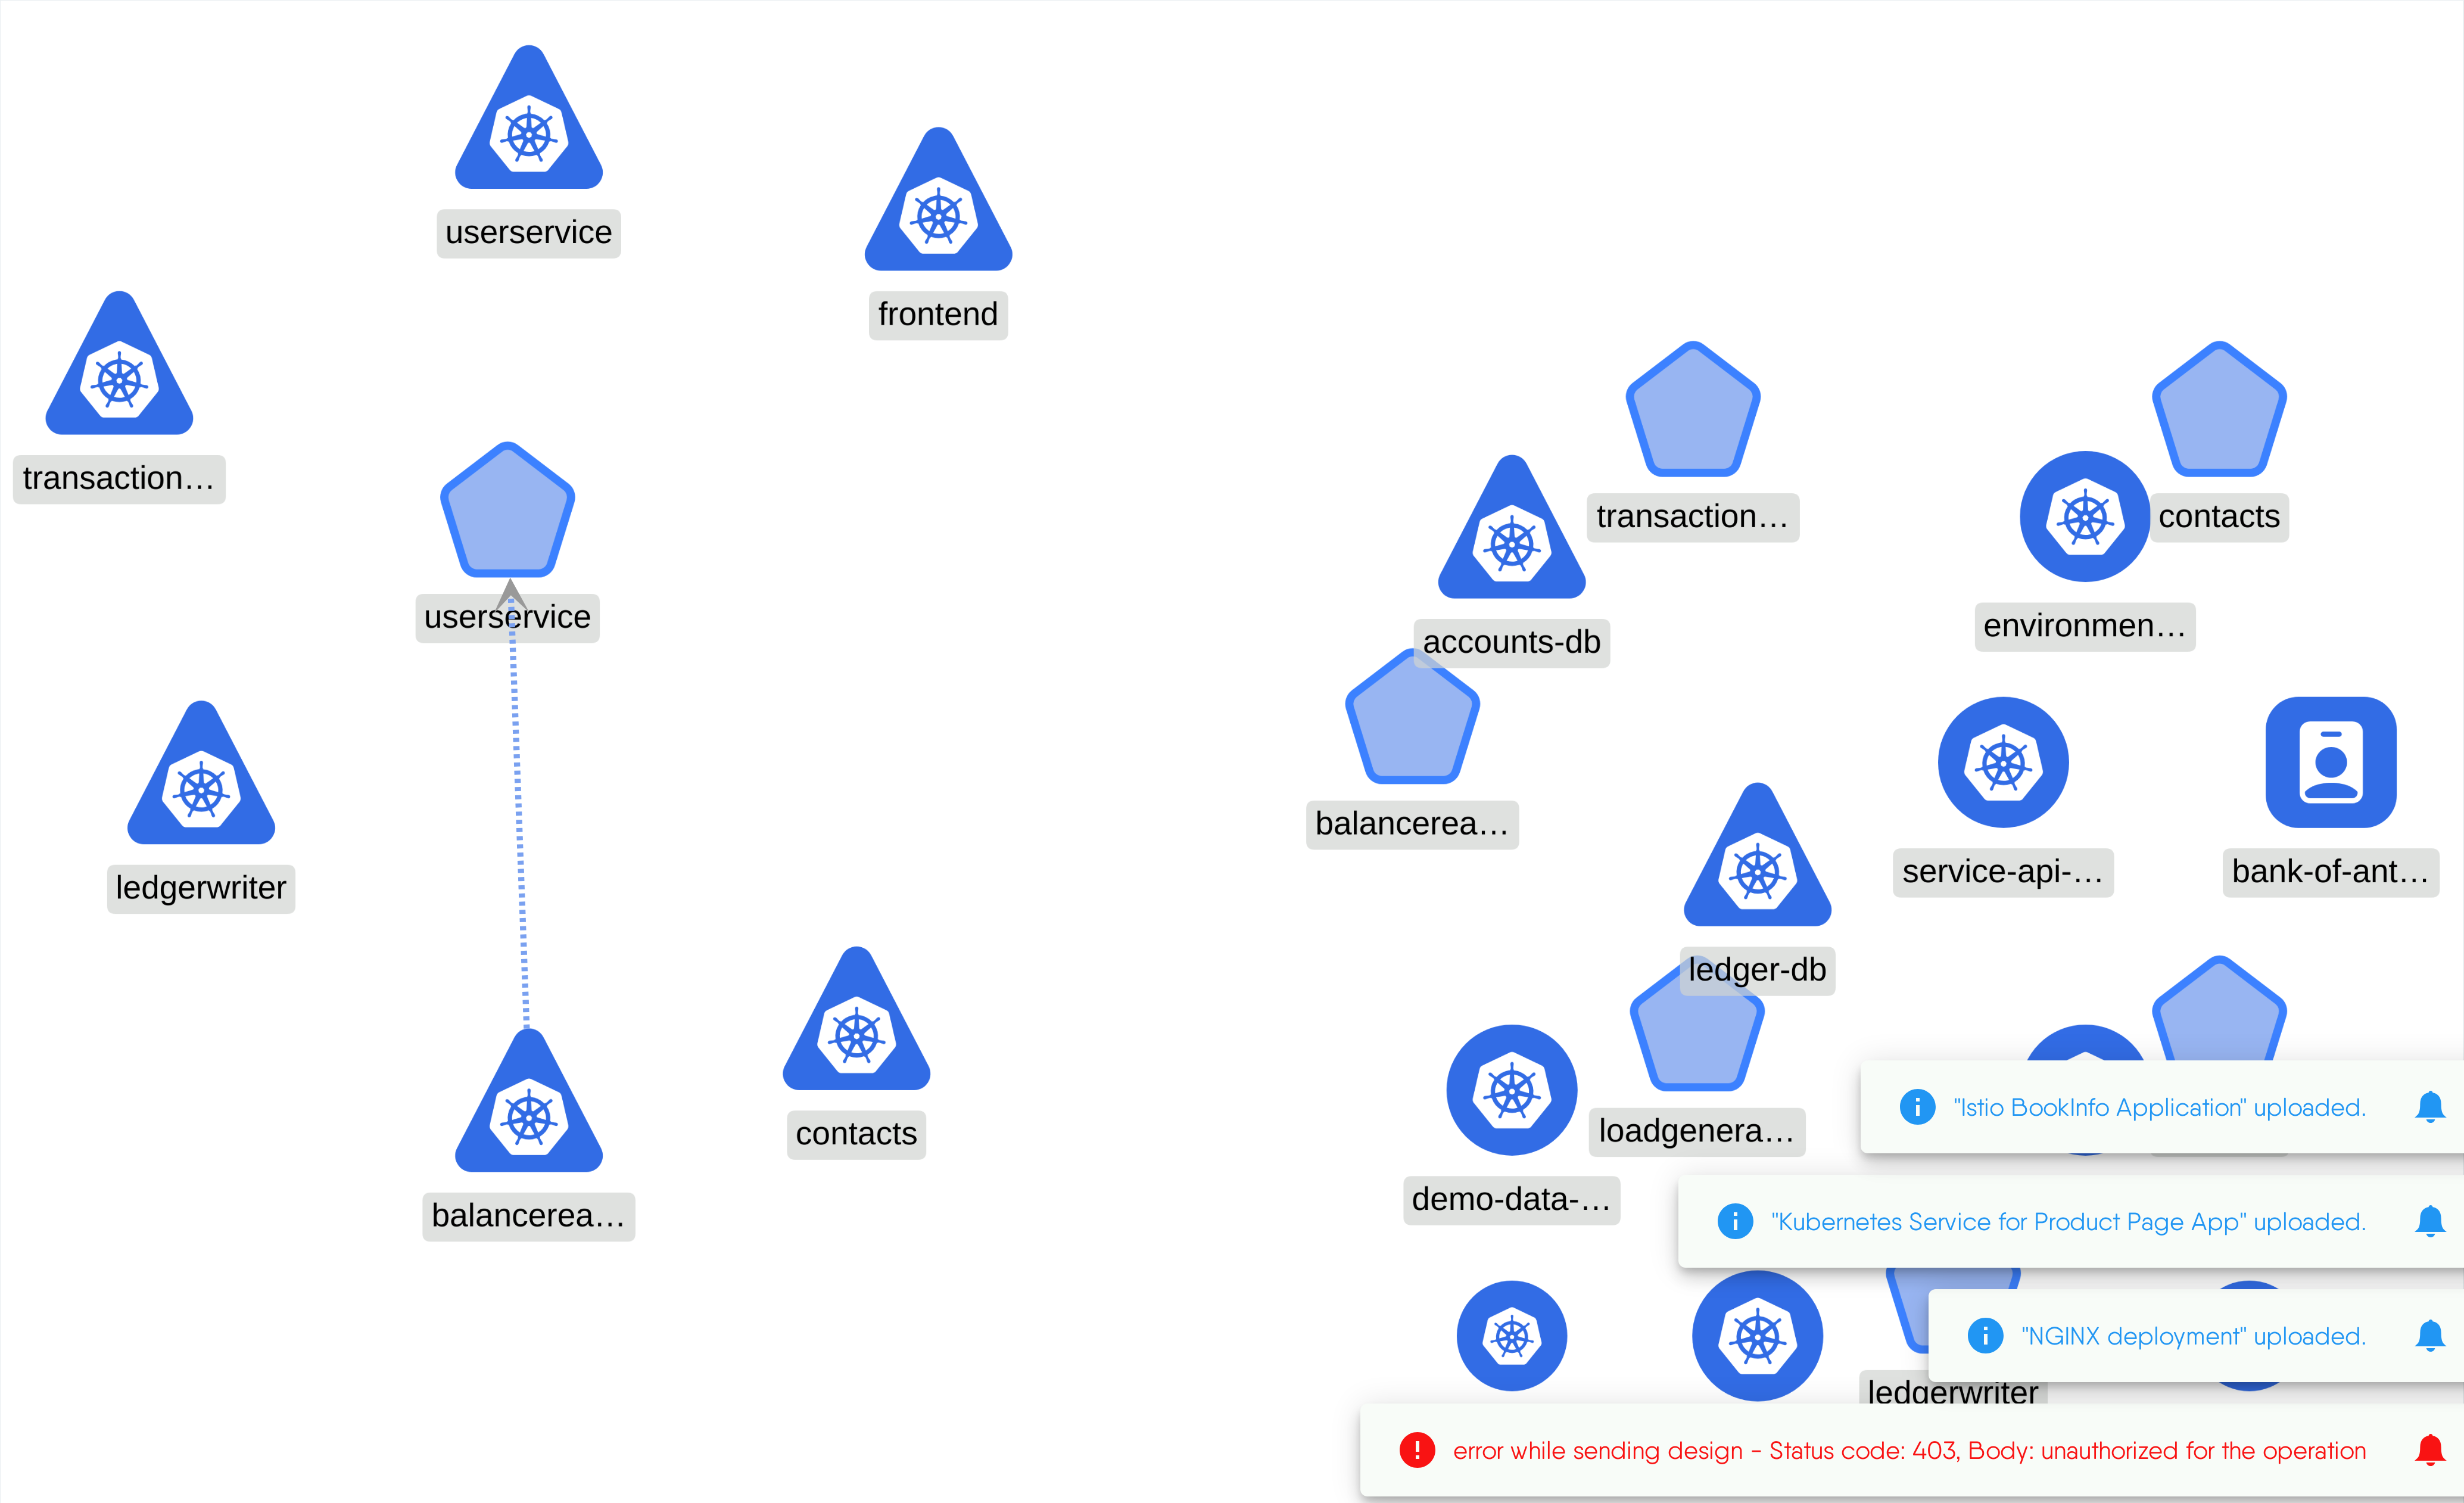 userservice
frontend
transaction…
transaction…
contacts
userservice
accounts-db
environmen…
balancerea…
service-api-…
bank-of-ant…
ledgerwriter
ledger-db
contacts
loadgenera…
balancerea…
demo-data-…
"Istio BookInfo Application" uploaded.
"Kubernetes Service for Product Page App" uploaded.
"NGINX deployment" uploaded.
ledgerwriter
error while sending design - Status code: 403, Body: unauthorized for the operation